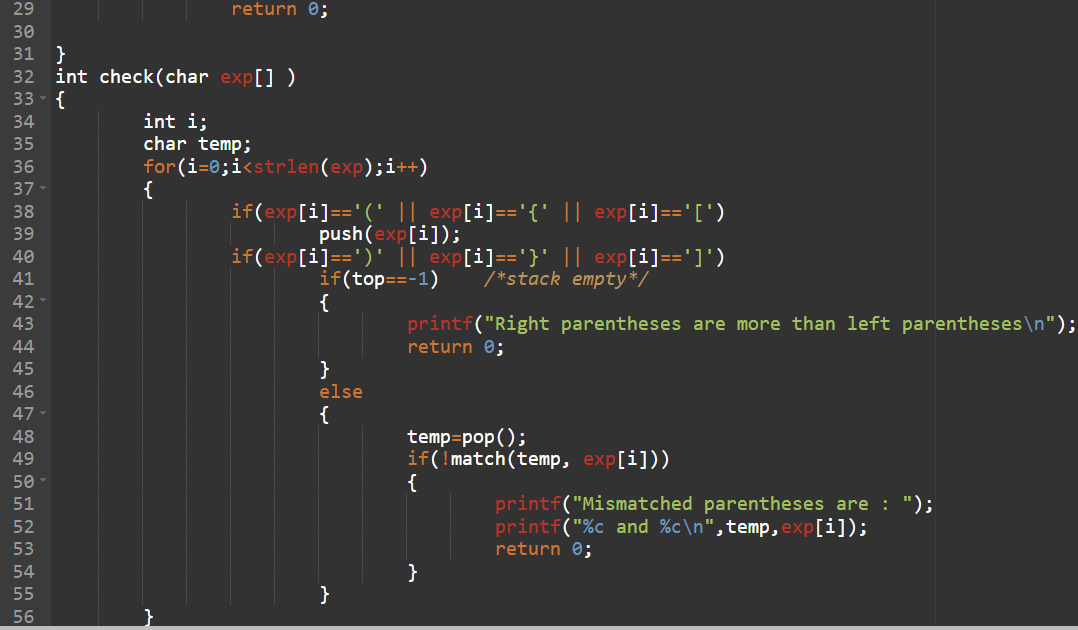 29 return 0;
30
31 }
32 int check(char exp[] )
33 {
34 int i;
35 char temp;
36 for(i=0;i<strlen(exp);i++)
37 {
38 if(exp[i]=='(' || exp[i]=='{' || exp[i]=='[')
39 push(exp[i]);
40 if(exp[i]==')' || exp[i]=='}' || exp[i]==']')
41 if(top==-1) /*stack empty*/
42 {
43 printf("Right parentheses are more than left parentheses\n");
44 return 0;
45 }
46 else
47 {
48 temp=pop();
49 if(!match(temp, exp[i]))
50 {
51 printf("Mismatched parentheses are : ");
52 printf("%c and %c\n",temp,exp[i]);
53 return 0;
54 }
55 }
56 }